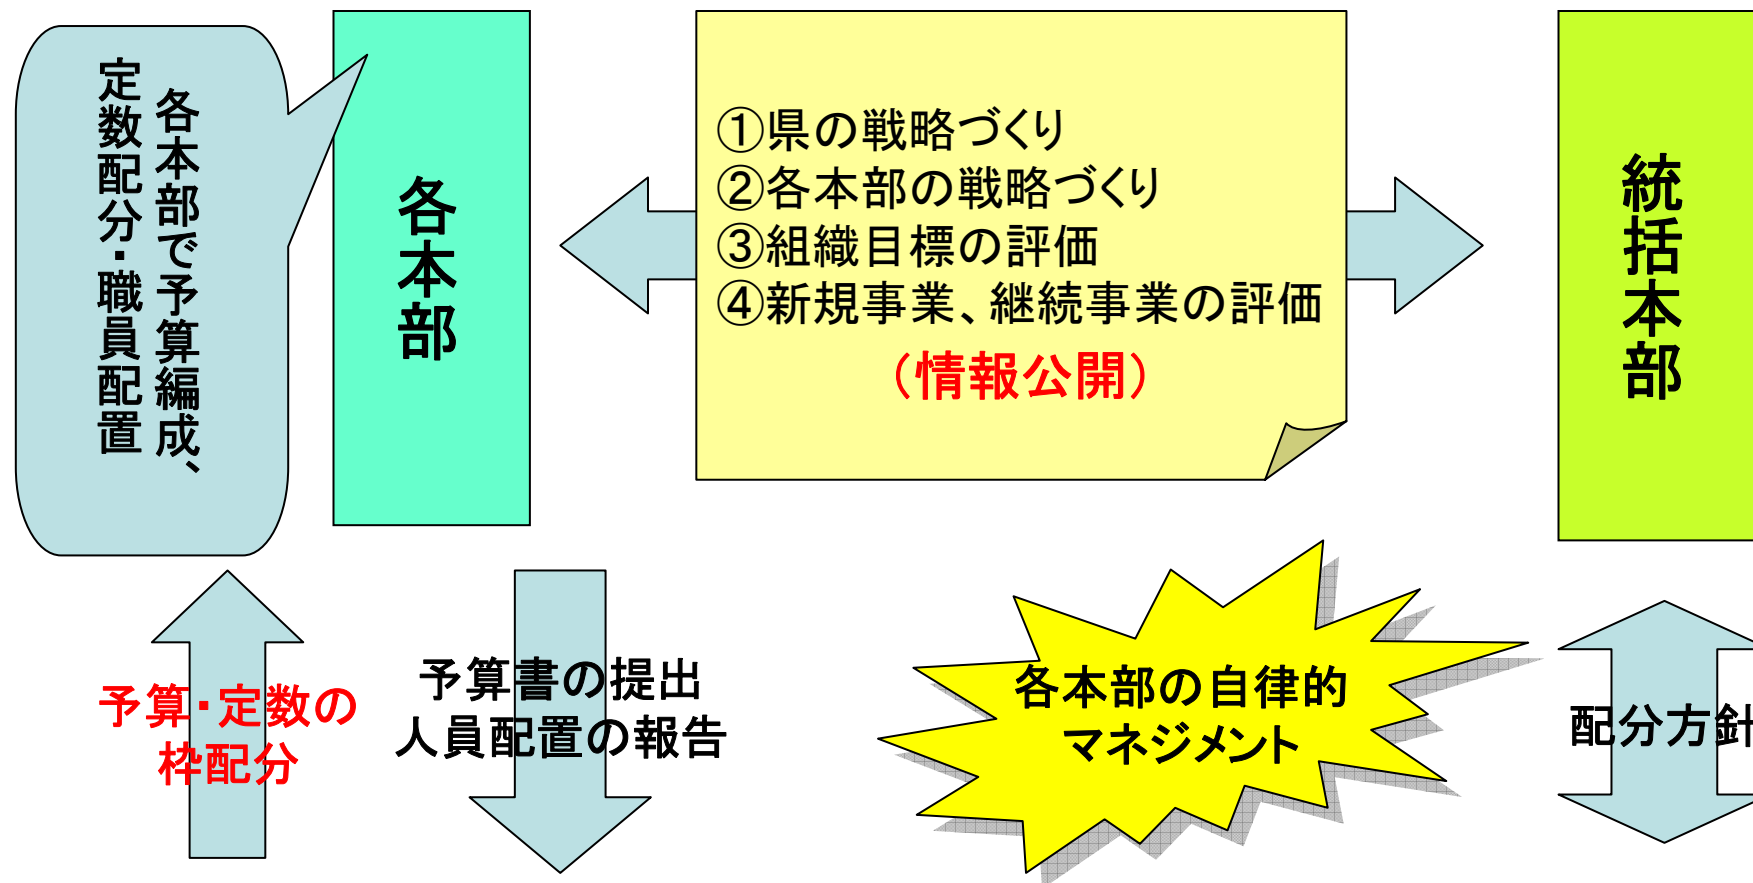 各本部で予算編成、
定数配分・職員配置
各本部
①県の戦略づくり
②各本部の戦略づくり
③組織目標の評価
④新規事業、継続事業の評価
（情報公開）
統括本部
予算・定数の
枠配分
予算書の提出
人員配置の報告
各本部の自律的
マネジメント
配分方針